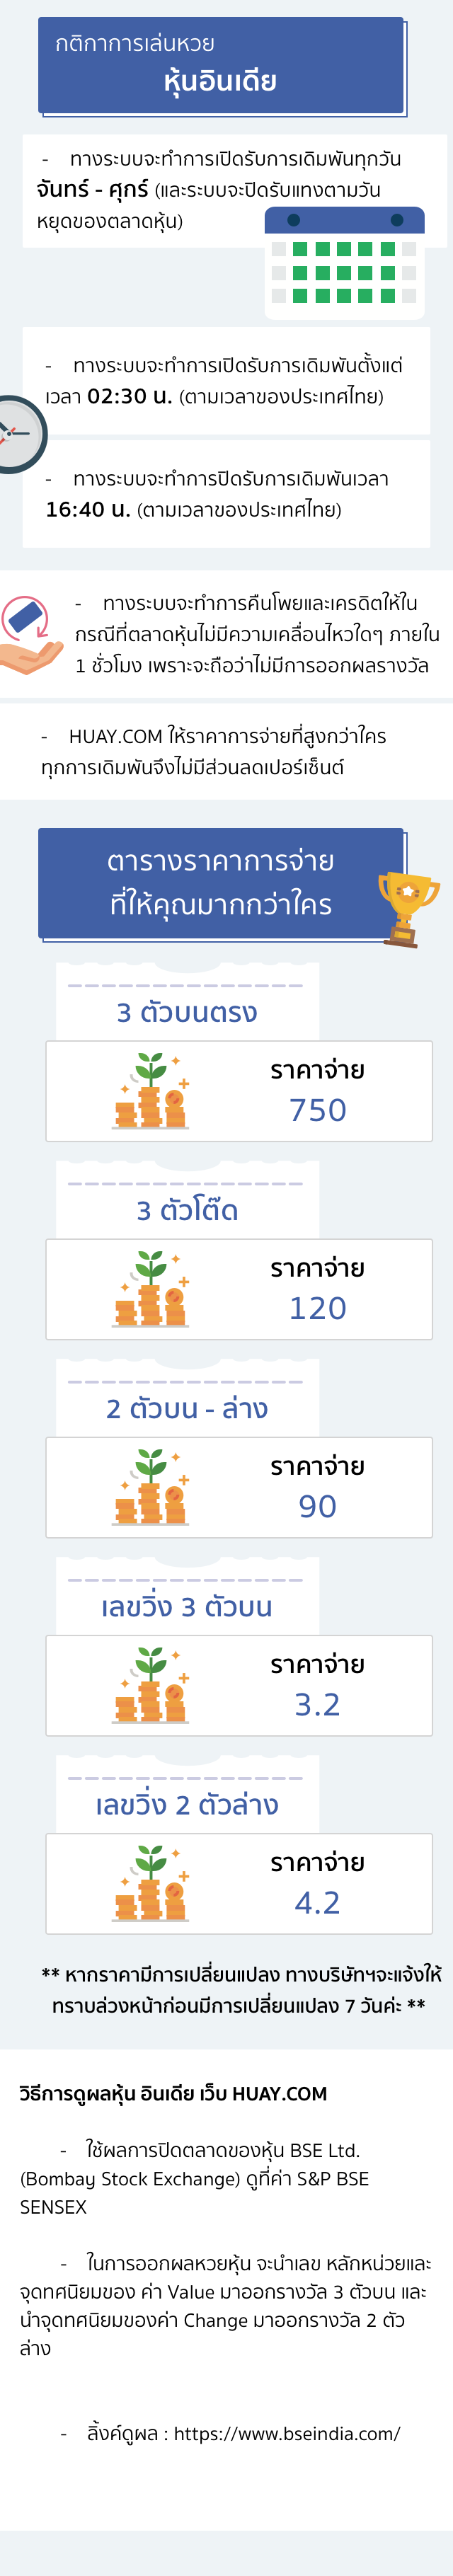 กติกาการเล่นหวย
หุ้นอินเดีย
- ทางระบบจะทำการเปิดรับการเดิมพันทุกวัน
จันทร์ - ศุกร์ (และระบบจะปิดรับแทงตามวัน
หยุดของตลาดหุ้น)
- ทางระบบจะทำการเปิดรับการเดิมพันตั้งแต่
เวลา 02:30 น. (ตามเวลาของประเทศไทย)
- ทางระบบจะทำการปิดรับการเดิมพันเวลา
16:40 น. (ตามเวลาของประเทศไทย)
- ทางระบบจะทำการคืนโพยและเครดิตให้ใน
กรณีที่ตลาดหุ้นไม่มีความเคลื่อนไหวใดๆ ภายใน
1 ชั่วโมง เพราะจะถือว่าไม่มีการออกผลรางวัล
- HUAY.COM ให้ราคาการจ่ายที่สูงกว่าใคร
ทุกการเดิมพันจึงไม่มีส่วนลดเปอร์เซ็นต์
ตารางราคาการจ่าย
ที่ให้คุณมากกว่าใคร
3 ตัวบนตรง
ราคาจ่าย
750
3 ตัวโต๊ด
ราคาจ่าย
120
2 ตัวบน - ล่าง
ราคาจ่าย
90
เลขวิ่ง 3 ตัวบน
ราคาจ่าย
3.2
เลขวิ่ง 2 ตัวล่าง
ราคาจ่าย
4.2
** หากราคามีการเปลี่ยนแปลง ทางบริษัทฯจะแจ้งให้
ทราบล่วงหน้าก่อนมีการเปลี่ยนแปลง 7 วันค่ะ **
วิธีการดูผลหุ้น อินเดีย เว็บ HUAY.COM
- ใช้ผลการปิดตลาดของหุ้น BSE Ltd.
(Bombay Stock Exchange) ดูที่ค่า S&P BSE
SENSEX
- ในการออกผลหวยหุ้น จะนำเลข หลักหน่วยและ
จุดทศนิยมของ ค่า Value มาออกรางวัล 3 ตัวบน และ
นำจุดทศนิยมของค่า Change มาออกรางวัล 2 ตัว
ล่าง
- ลิ้งค์ดูผล : https://www.bseindia.com/